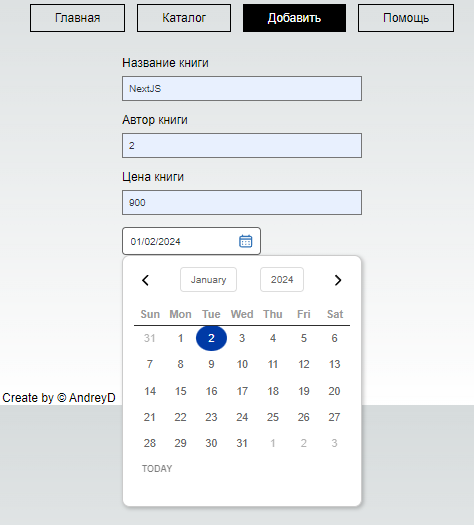 Главная Каталог Добавить Помощь
Название книги
NextJS
Автор книги
2
Цена книги
900
01/02/2024
January 2024
Sun Mon Tue Wed Thu Fri Sat
31 1 2 3 4 5 6
7 8 9 10 11 12 13
14 15 16 17 18 19 20
21 22 23 24 25 26 27
28 29 30 31 1 2 3
TODAY
Create by © AndreyD